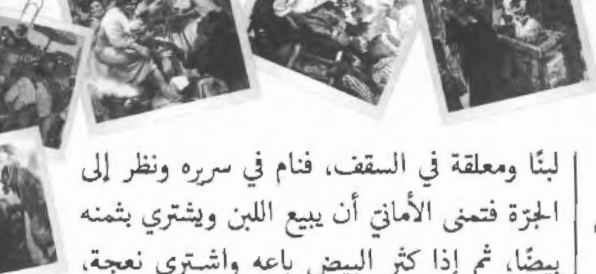 لبنًا ومعلقة في السقف، فنام في سريره ونظر إلى
الجرّة فتمنى الأمانيّ أن يبيع اللبن ويشتري بثمنه
بيضًا، ثم إذا كثر البيض باعه واشترى نعجة،